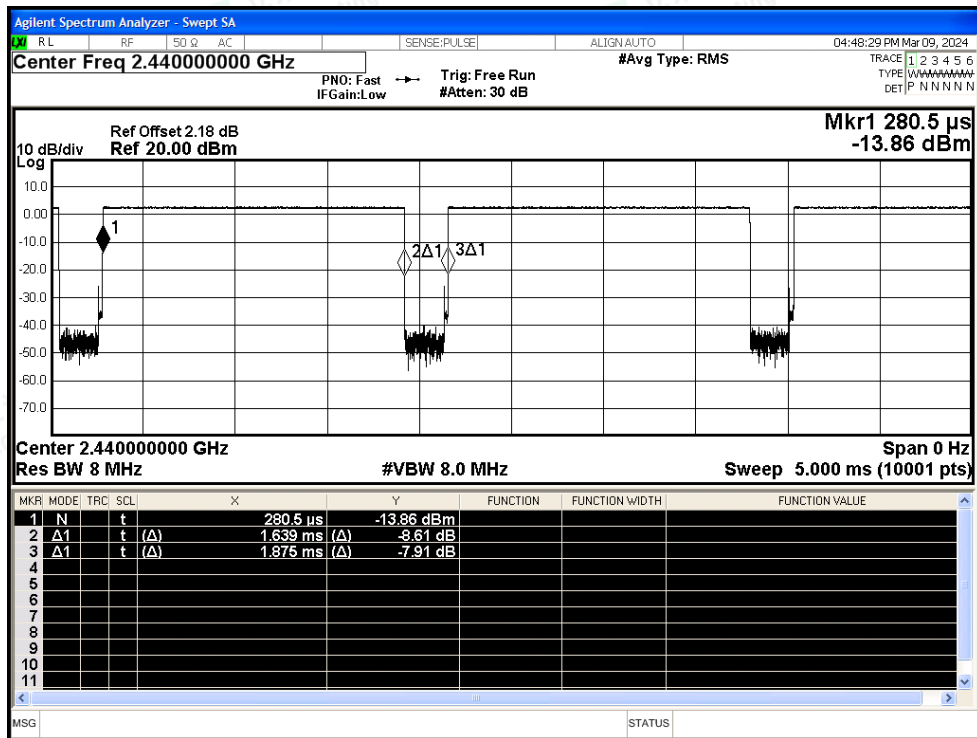 Agilent Spectrum Analyzer - Swept SA
LXI RL RF 50 Ω AC SENSE:PULSE ALIGN AUTO 04:48:29 PM Mar 09, 2024
Center Freq 2.440000000 GHz #Avg Type: RMS TRACE 1 2 3 4 5 6
PNO: Fast Trig: Free Run TYPE
IFGain:Low #Atten: 30 dB DET P N N N N N
Mkr1 280.5 µs
Ref Offset 2.18 dB
10 dB/div Ref 20.00 dBm -13.86 dBm
Log
10.0
0.00
1
-10.0
2Δ1 3Δ1
-20.0
-30.0
-40.0
-50.0
-60.0
-70.0
Center 2.440000000 GHz Span 0 Hz
Res BW 8 MHz #VBW 8.0 MHz Sweep 5.000 ms (10001 pts)
MKR MODE TRC SCL X Y FUNCTION FUNCTION WIDTH FUNCTION VALUE
1 N t 280.5 µs -13.86 dBm
2 Δ1 t (Δ) 1.639 ms (Δ) -8.61 dB
3 Δ1 t (Δ) 1.875 ms (Δ) -7.91 dB
4
5
6
7
8
9
10
11
MSG STATUS